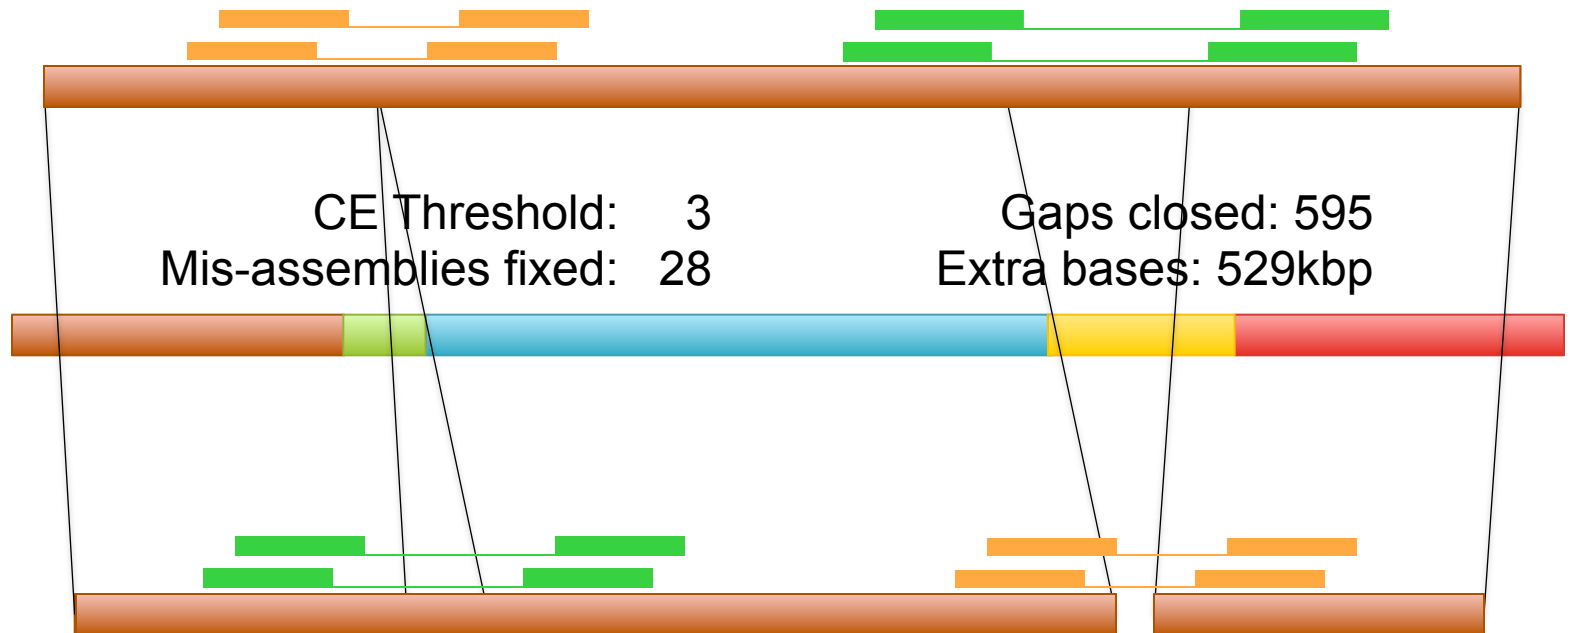 CE Threshold: 3
Mis-assemblies fixed: 28
Gaps closed: 595
Extra bases: 529kbp